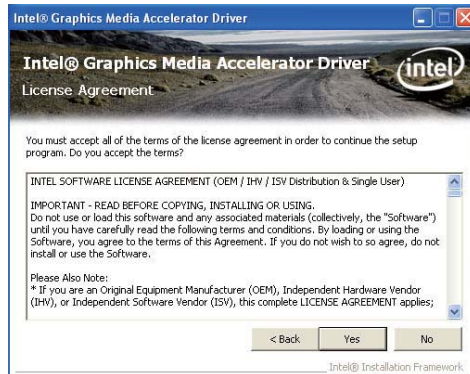 Intel® Graphics Media Accelerator Driver
Intel® Graphics Media Accelerator Driver
intel
License Agreement
You must accept all of the terms of the license agreement in order to continue the setup
program. Do you accept the terms?
INTEL SOFTWARE LICENSE AGREEMENT (OEM / IHV / ISV Distribution & Single User)
IMPORTANT - READ BEFORE COPYING, INSTALLING OR USING.
Do not use or load this software and any associated materials (collectively, the "Software")
until you have carefully read the following terms and conditions. By loading or using the
Software, you agree to the terms of this Agreement. If you do not wish to so agree, do not
install or use the Software.
Please Also Note:
* If you are an Original Equipment Manufacturer (OEM), Independent Hardware Vendor
(IHV), or Independent Software Vendor (ISV), this complete LICENSE AGREEMENT applies;
< Back Yes No
Intel® Installation Framework